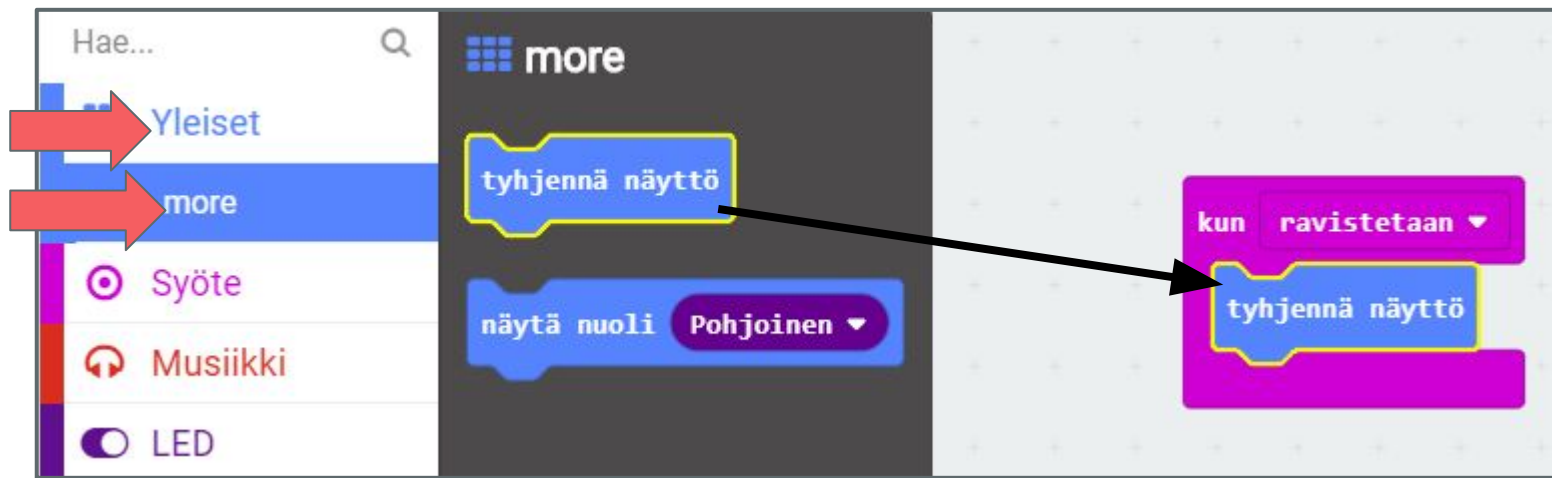 Hae...
Yleiset
more
Syöte
Musiikki
LED
more
tyhjennä näyttö
näytä nuoli Pohjoinen
kun ravistetaan
tyhjennä näyttö